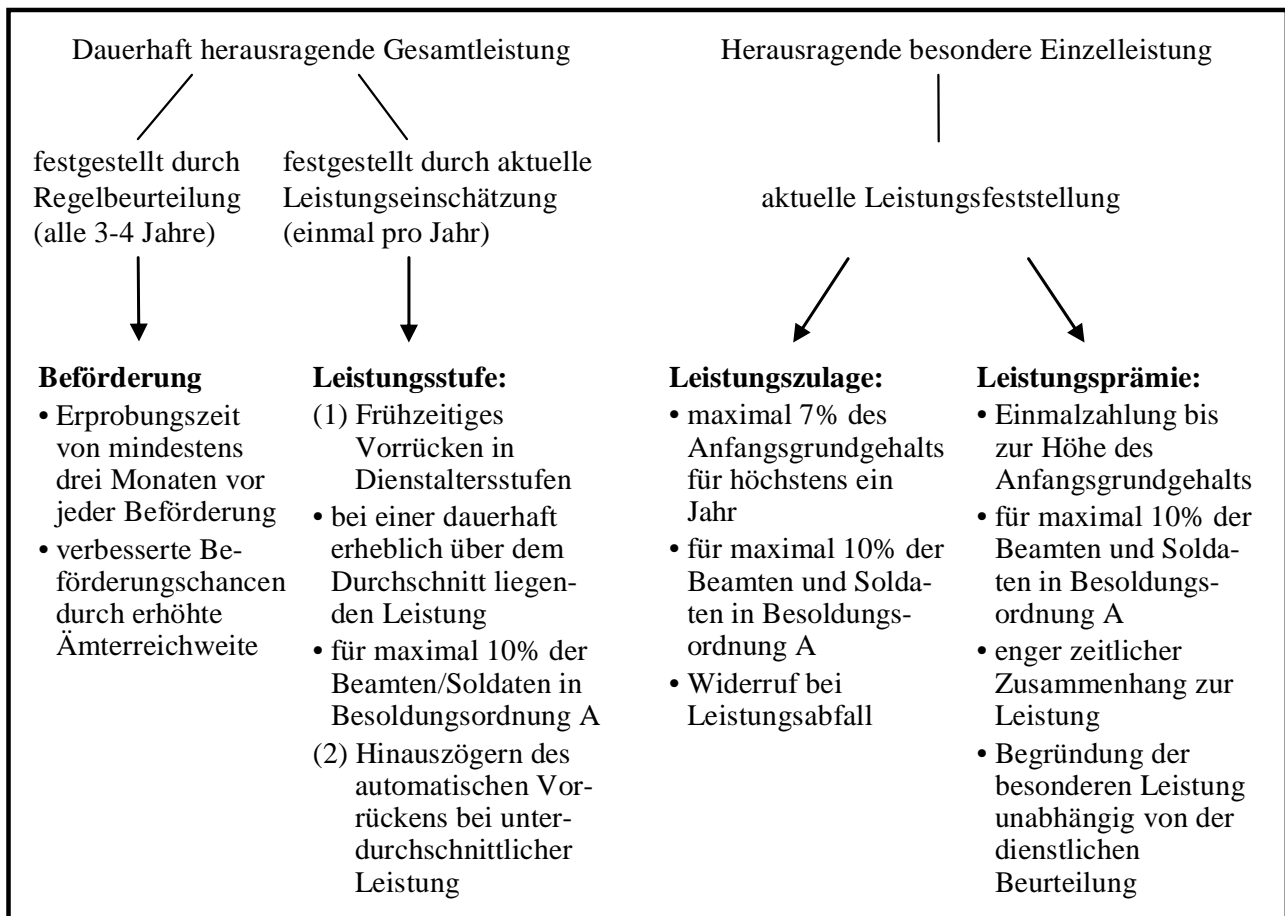 Dauerhaft herausragende Gesamtleistung
festgestellt durch
Regelbeurteilung
(alle 3-4 Jahre)
festgestellt durch aktuelle
Leistungseinschätzung
(einmal pro Jahr)
Beförderung
• Erprobungszeit
von mindestens
drei Monaten vor
jeder Beförderung
• verbesserte Be-
förderungschancen
durch erhöhte
Ämterreichweite
Leistungsstufe:
(1) Frühzeitiges
Vorrücken in
Dienstaltersstufen
• bei einer dauerhaft
erheblich über dem
Durchschnitt liegen-
den Leistung
• für maximal 10% der
Beamten/Soldaten in
Besoldungsordnung A
(2) Hinauszögern des
automatischen Vor-
rückens bei unter-
durchschnittlicher
Leistung
Herausragende besondere Einzelleistung
aktuelle Leistungsfeststellung
Leistungszulage:
• maximal 7% des
Anfangsgrundgehalts
für höchstens ein
Jahr
• für maximal 10% der
Beamten und Solda-
ten in Besoldungs-
ordnung A
• Widerruf bei
Leistungsabfall
Leistungsprämie:
• Einmalzahlung bis
zur Höhe des
Anfangsgrundgehalts
• für maximal 10% der
Beamten und Solda-
ten in Besoldungs-
ordnung A
• enger zeitlicher
Zusammenhang zur
Leistung
• Begründung der
besonderen Leistung
unabhängig von der
dienstlichen
Beurteilung